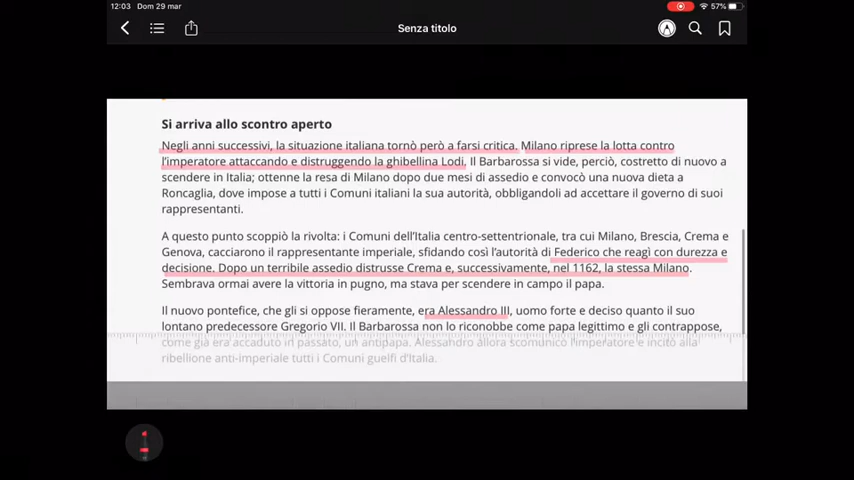 12:03 Dom 29 mar
57%
Senza titolo
Si arriva allo scontro aperto
Negli anni successivi, la situazione italiana tornò però a farsi critica. Milano riprese la lotta contro
l'imperatore attaccando e distruggendo la ghibellina Lodi. Il Barbarossa si vide, perciò, costretto di nuovo a
scendere in Italia; ottenne la resa di Milano dopo due mesi di assedio e convocò una nuova dieta a
Roncaglia, dove impose a tutti i Comuni italiani la sua autorità, obbligandoli ad accettare il governo di suoi
rappresentanti.
A questo punto scoppiò la rivolta: i Comuni dell'Italia centro-settentrionale, tra cui Milano, Brescia, Crema e
Genova, cacciarono il rappresentante imperiale, sfidando così l'autorità di Federico che reagì con durezza e
decisione. Dopo un terribile assedio distrusse Crema e, successivamente, nel 1162, la stessa Milano.
Sembrava ormai avere la vittoria in pugno, ma stava per scendere in campo il papa.
Il nuovo pontefice, che gli si oppose fieramente, era Alessandro III, uomo forte e deciso quanto il suo
lontano predecessore Gregorio VII. Il Barbarossa non lo riconobbe come papa legittimo e gli contrappose,
come già era accaduto in passato, un antipapa. Alessandro allora scomunicò l'imperatore e incitò alla
ribellione anti-imperiale tutti i Comuni guelfi d'Italia.